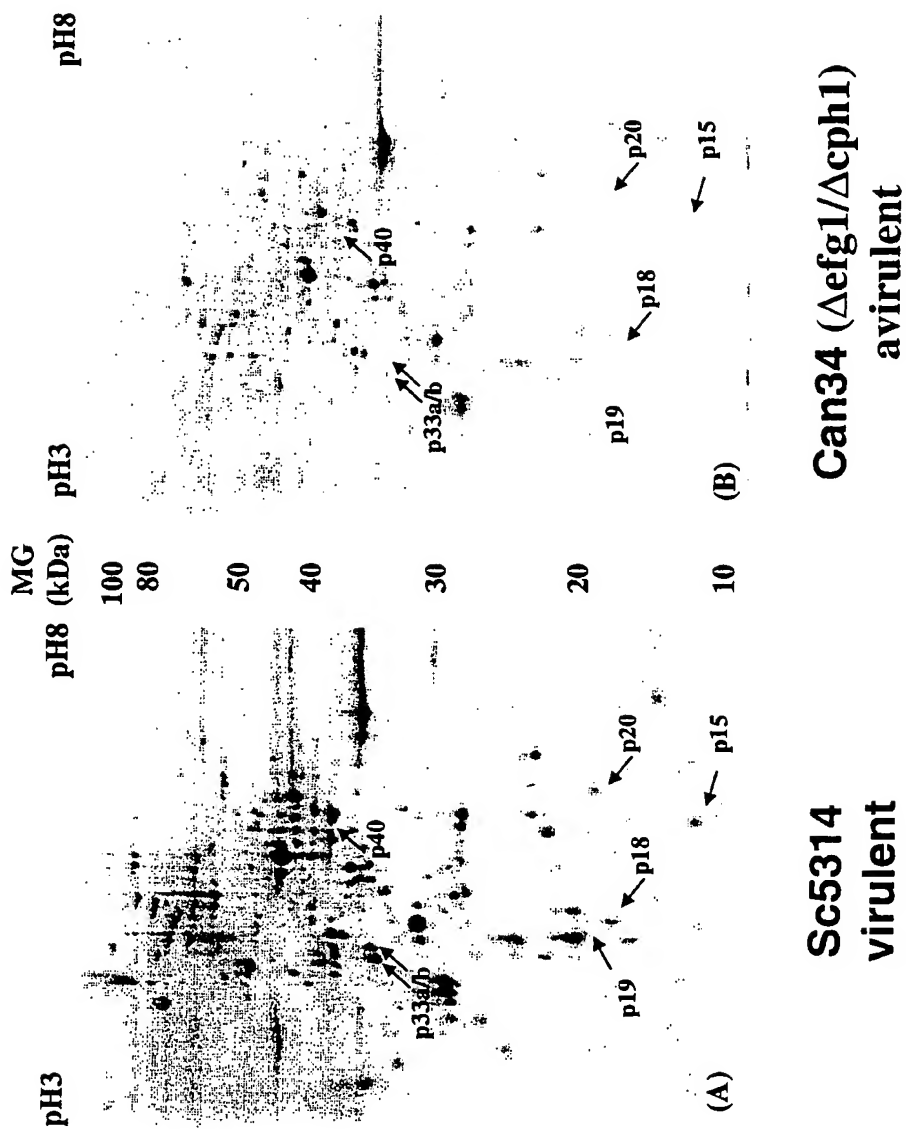 pH3
pH8
MG
(kDa)
100
80
50
40
30
20
10
p33a/b
p40
p19
p18
p20
p15
(A)
Sc5314
virulent
pH3
pH8
p33a/b
p40
p19
p18
p20
p15
(B)
Can34 (Δefg1/Δcph1)
avirulent